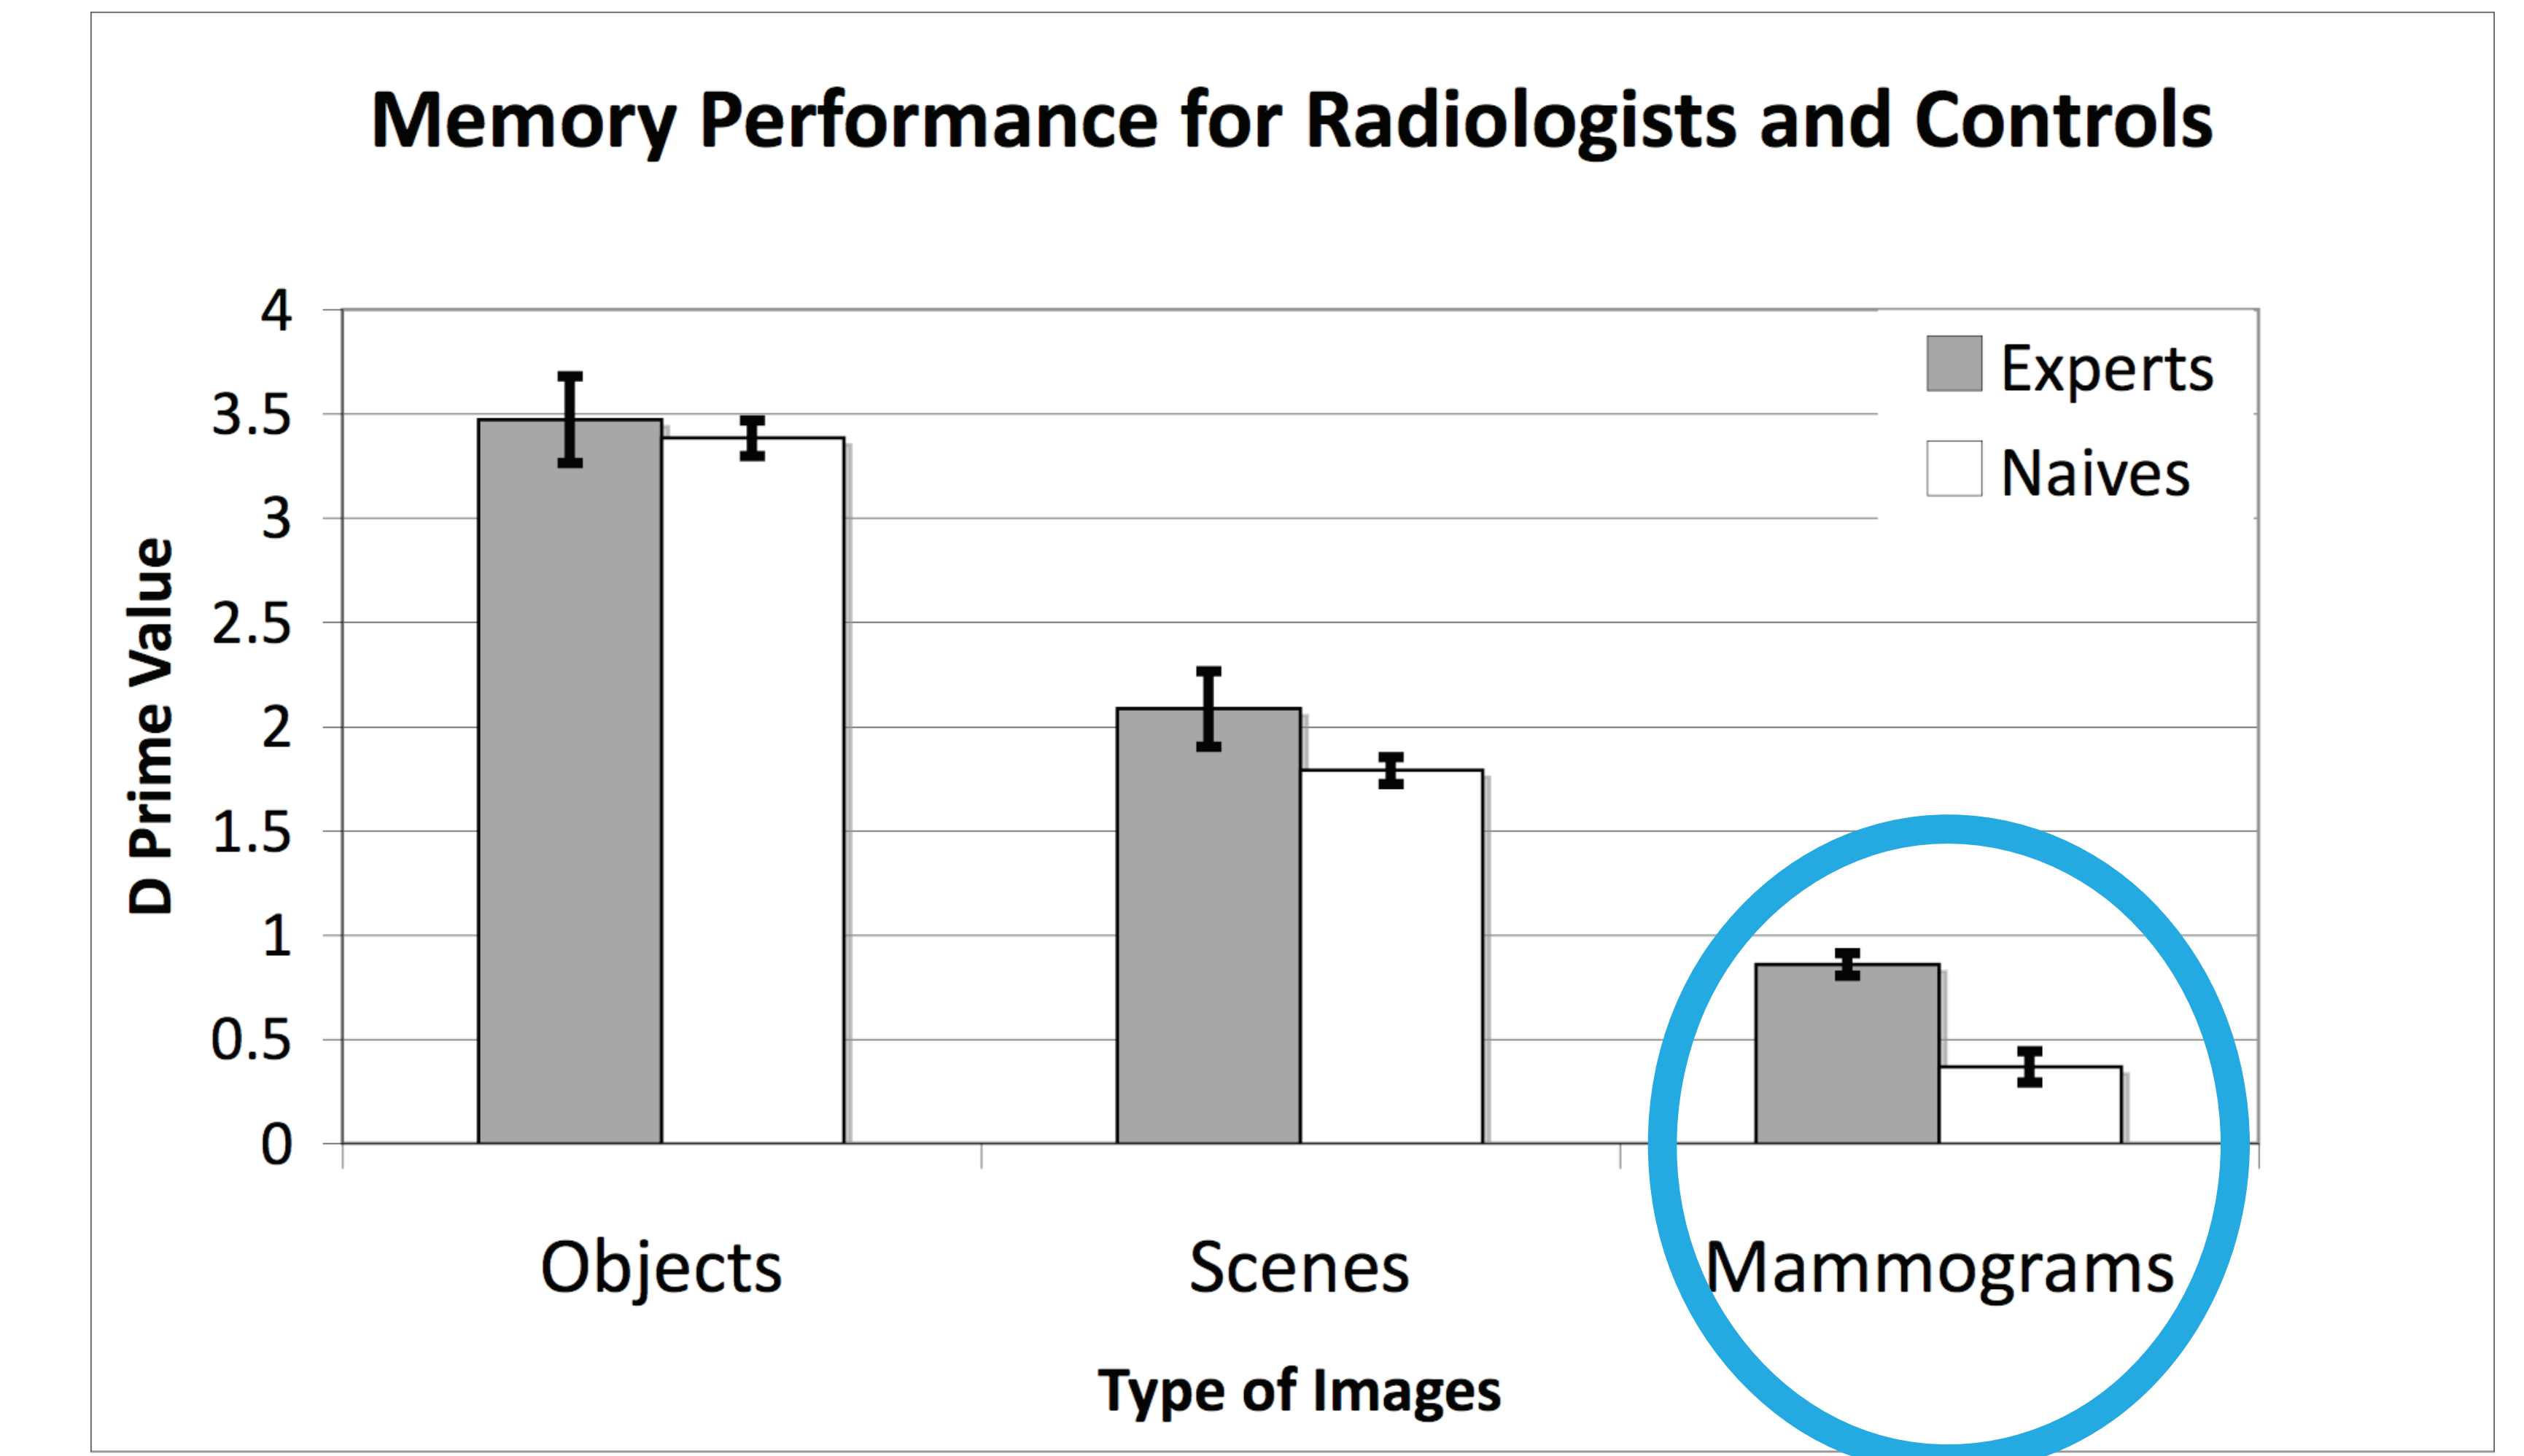 Memory Performance for Radiologists and Controls
4
3.5
3
2.5
2
1.5
1
0.5
0
D Prime Value
Experts
Naives
Objects
Scenes
Mammograms
Type of Images